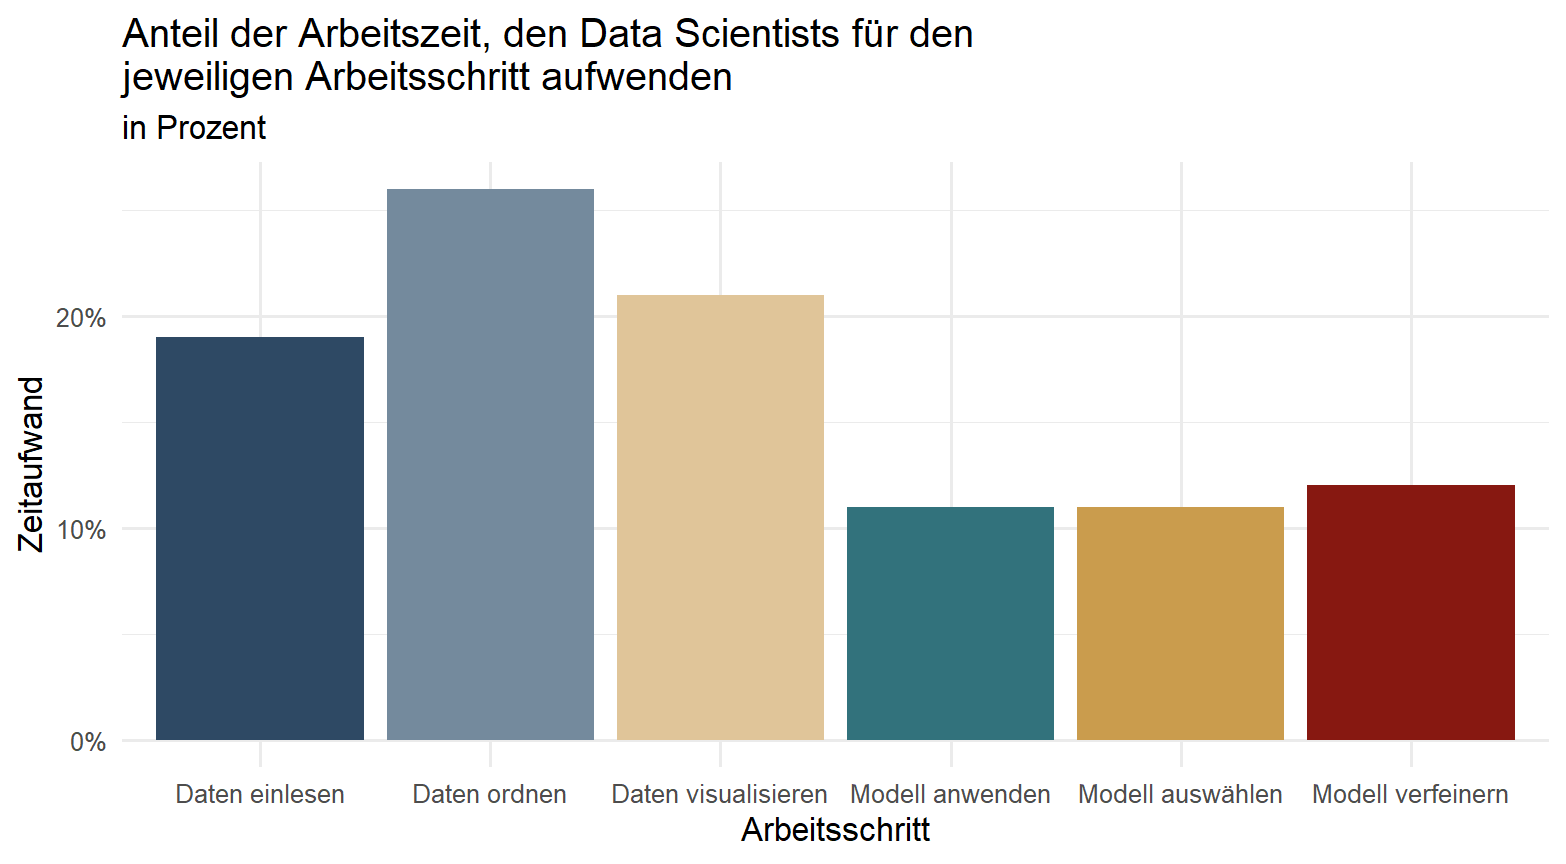 Anteil der Arbeitszeit, den Data Scientists für den
jeweiligen Arbeitsschritt aufwenden
in Prozent
Zeitaufwand
20%
10%
0%
Daten einlesen
Daten ordnen
Daten visualisieren
Modell anwenden
Modell auswählen
Modell verfeinern
Arbeitsschritt